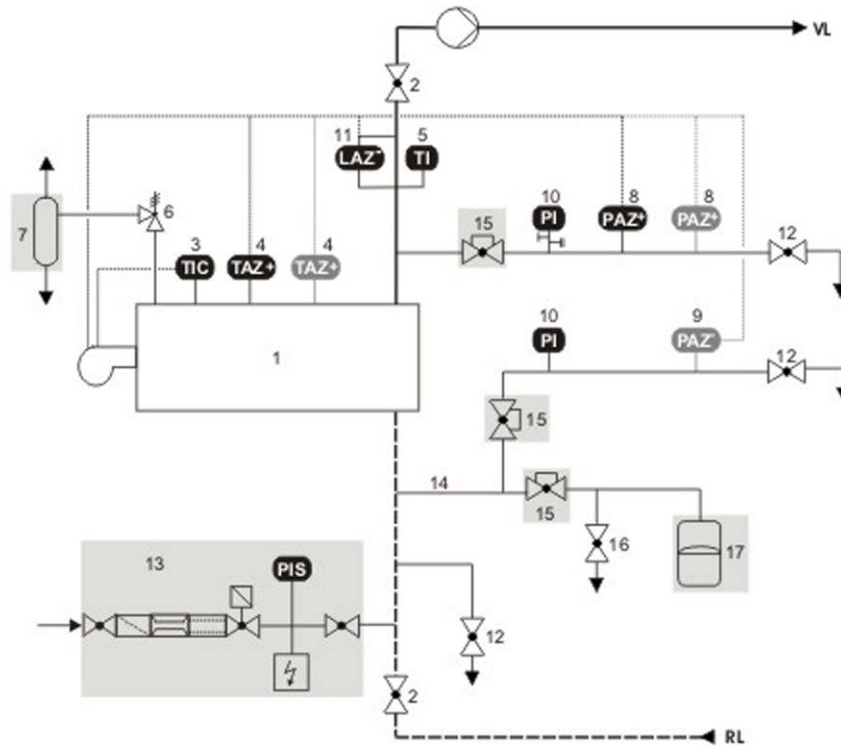 VL
2
11 5
LAZ- TI
10 8 8
PI PAZ+ PAZ+
15 12
6
7
3 4 4
TIC TAZ+ TAZ+
1
10 9
PI PAZ-
12
15
14
15
16
17
13
PIS
12
2
RL